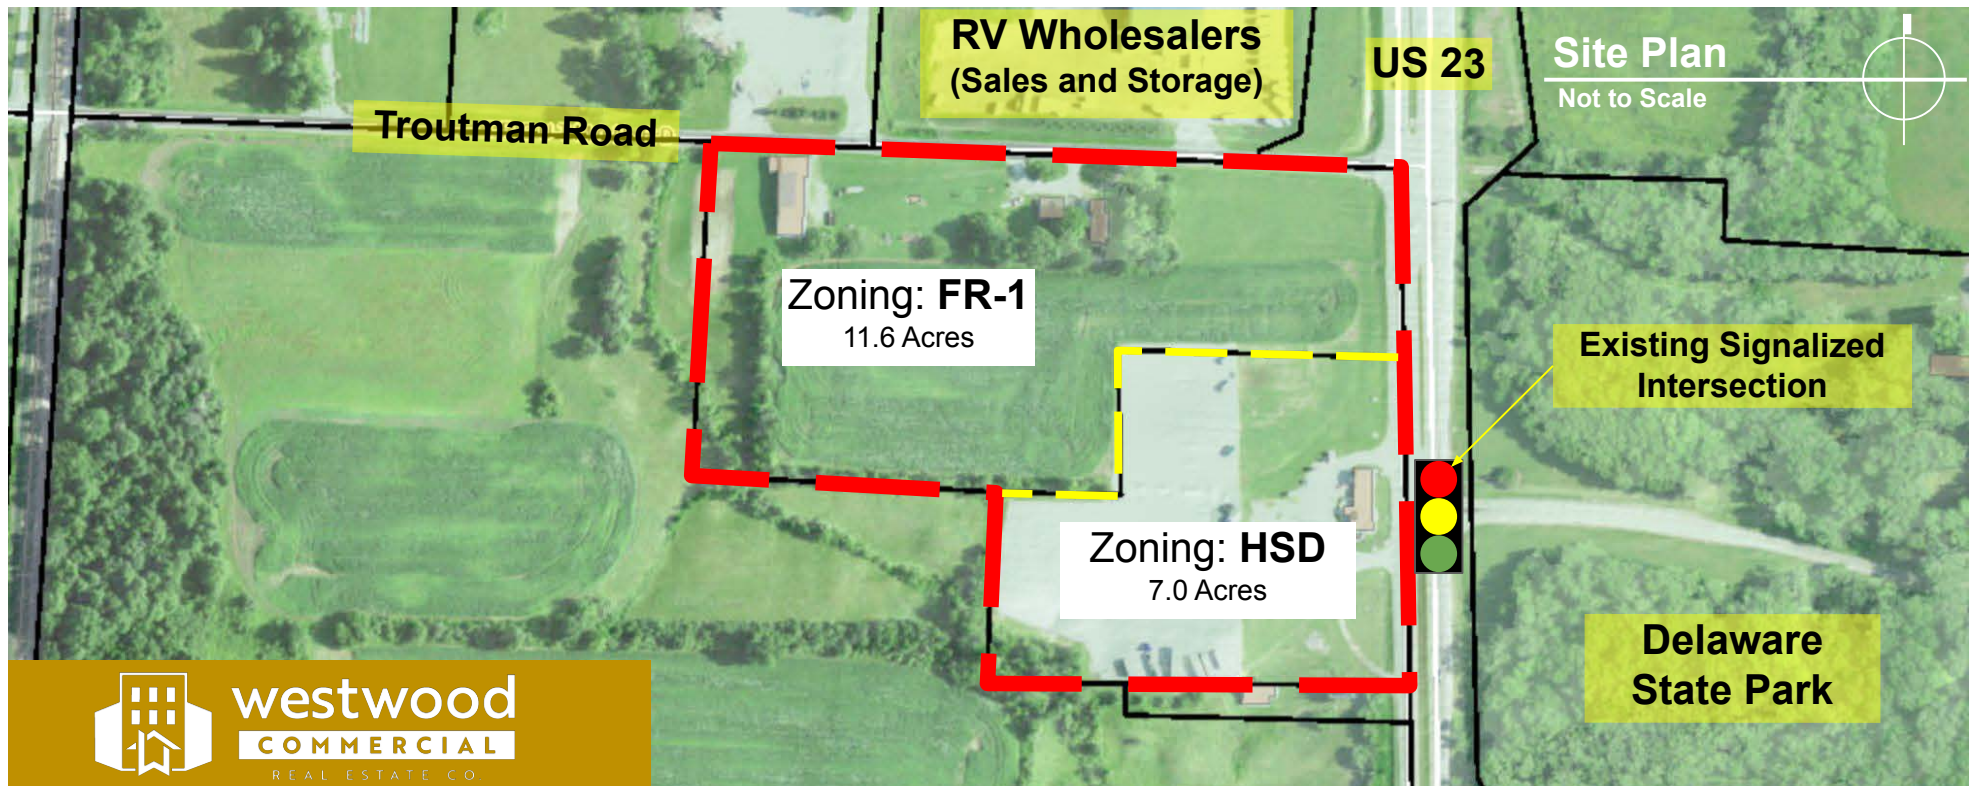 RV Wholesalers
(Sales and Storage)
US 23
Site Plan
Not to Scale
Troutman Road
Zoning: FR-1
11.6 Acres
Existing Signalized
Intersection
Zoning: HSD
7.0 Acres
Delaware
State Park
westwood
COMMERCIAL
REAL ESTATE CO.